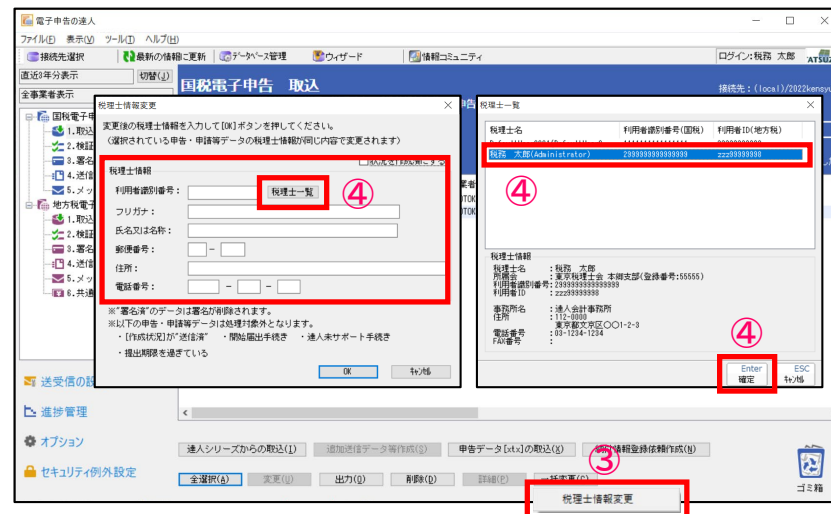 電子申告の達人
ファイル(F) 表示(V) ツール(T) ヘルプ(H)
接続先選択 最新の情報に更新 データベース管理 ウィザード 情報コミュニティ ログイン:税務 太郎
直近3年分表示 切替(J)
全事業者表示
国税電子申告 取込
接続先:(local)/2022kensyu
国税電子申
1.取込
2.検証
3.署名
4.送信
5.メッ
地方税電子
1.取込
2.検証
3.署名
4.送信
5.メッ
6.共通
税理士情報変更
変更後の税理士情報を入力して[OK]ボタンを押してください。
(選択されている申告・申請等データの税理士情報が同じ内容で変更されます)
税理士情報
利用者識別番号: 税理士一覧 ④
フリガナ:
氏名又は名称:
郵便番号: -
住所:
電話番号: - -
※"署名済"のデータは署名が削除されます。
※以下の申告・申請等データは処理対象外となります。
・[作成状況]が"送信済" ・開始届出手続き ・達人未サポート手続き
・提出期限を過ぎている
OK キャンセル
税理士一覧
税理士名 利用者識別番号(国税) 利用者ID(地方税)
税務 太郎(Administrator) 2999999999999999 zzz99999999
④
税理士情報
税理士名 :税務 太郎
所属会 :東京税理士会 本郷支部(登録番号:55555)
利用者識別番号:2999999999999999
利用者ID :zzz99999999
事務所名 :達人会計事務所
住所 :112-0000
東京都文京区○○1-2-3
電話番号 :03-1234-1234
FAX番号 :
④
Enter 確定 ESC キャンセル
送受信の設
進捗管理
オプション
セキュリティ例外設定
達人シリーズからの取込(I) 追加送信データ等作成(S) 申告データ[xtx]の取込(X) 情報登録依頼作成(N)
③
全選択(A) 変更(U) 出力(O) 削除(D) 詳細(P) 一括変更(C)
ゴミ箱
税理士情報変更